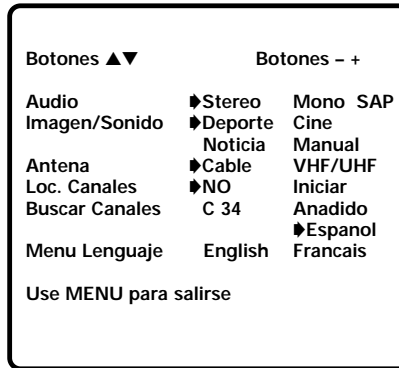 Botones ▲▼ Botones – +
Audio ➧Stereo Mono SAP
Imagen/Sonido ➧Deporte Cine
Noticia Manual
Antena ➧Cable VHF/UHF
Loc. Canales ➧NO Iniciar
Buscar Canales C 34 Anadido
➧Espanol
Menu Lenguaje English Francais
Use MENU para salirse